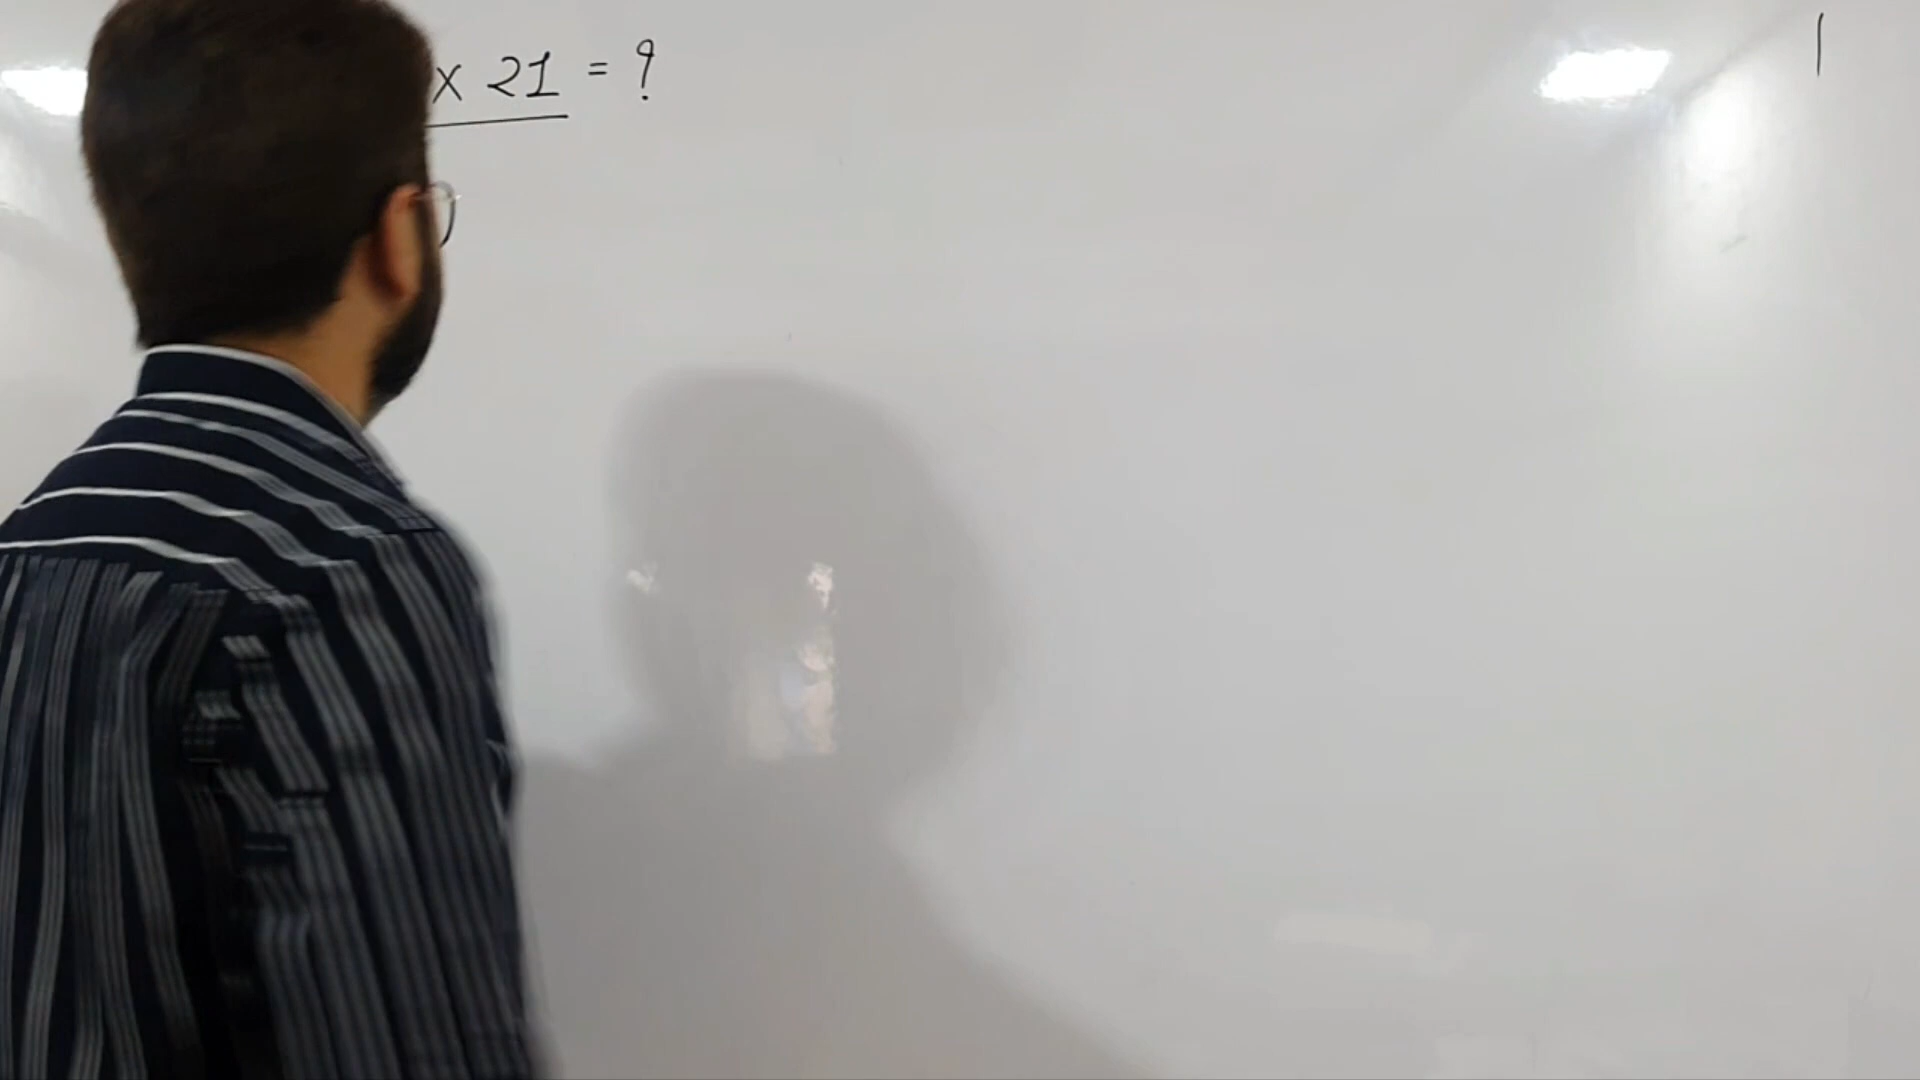 x 21 = ?
|